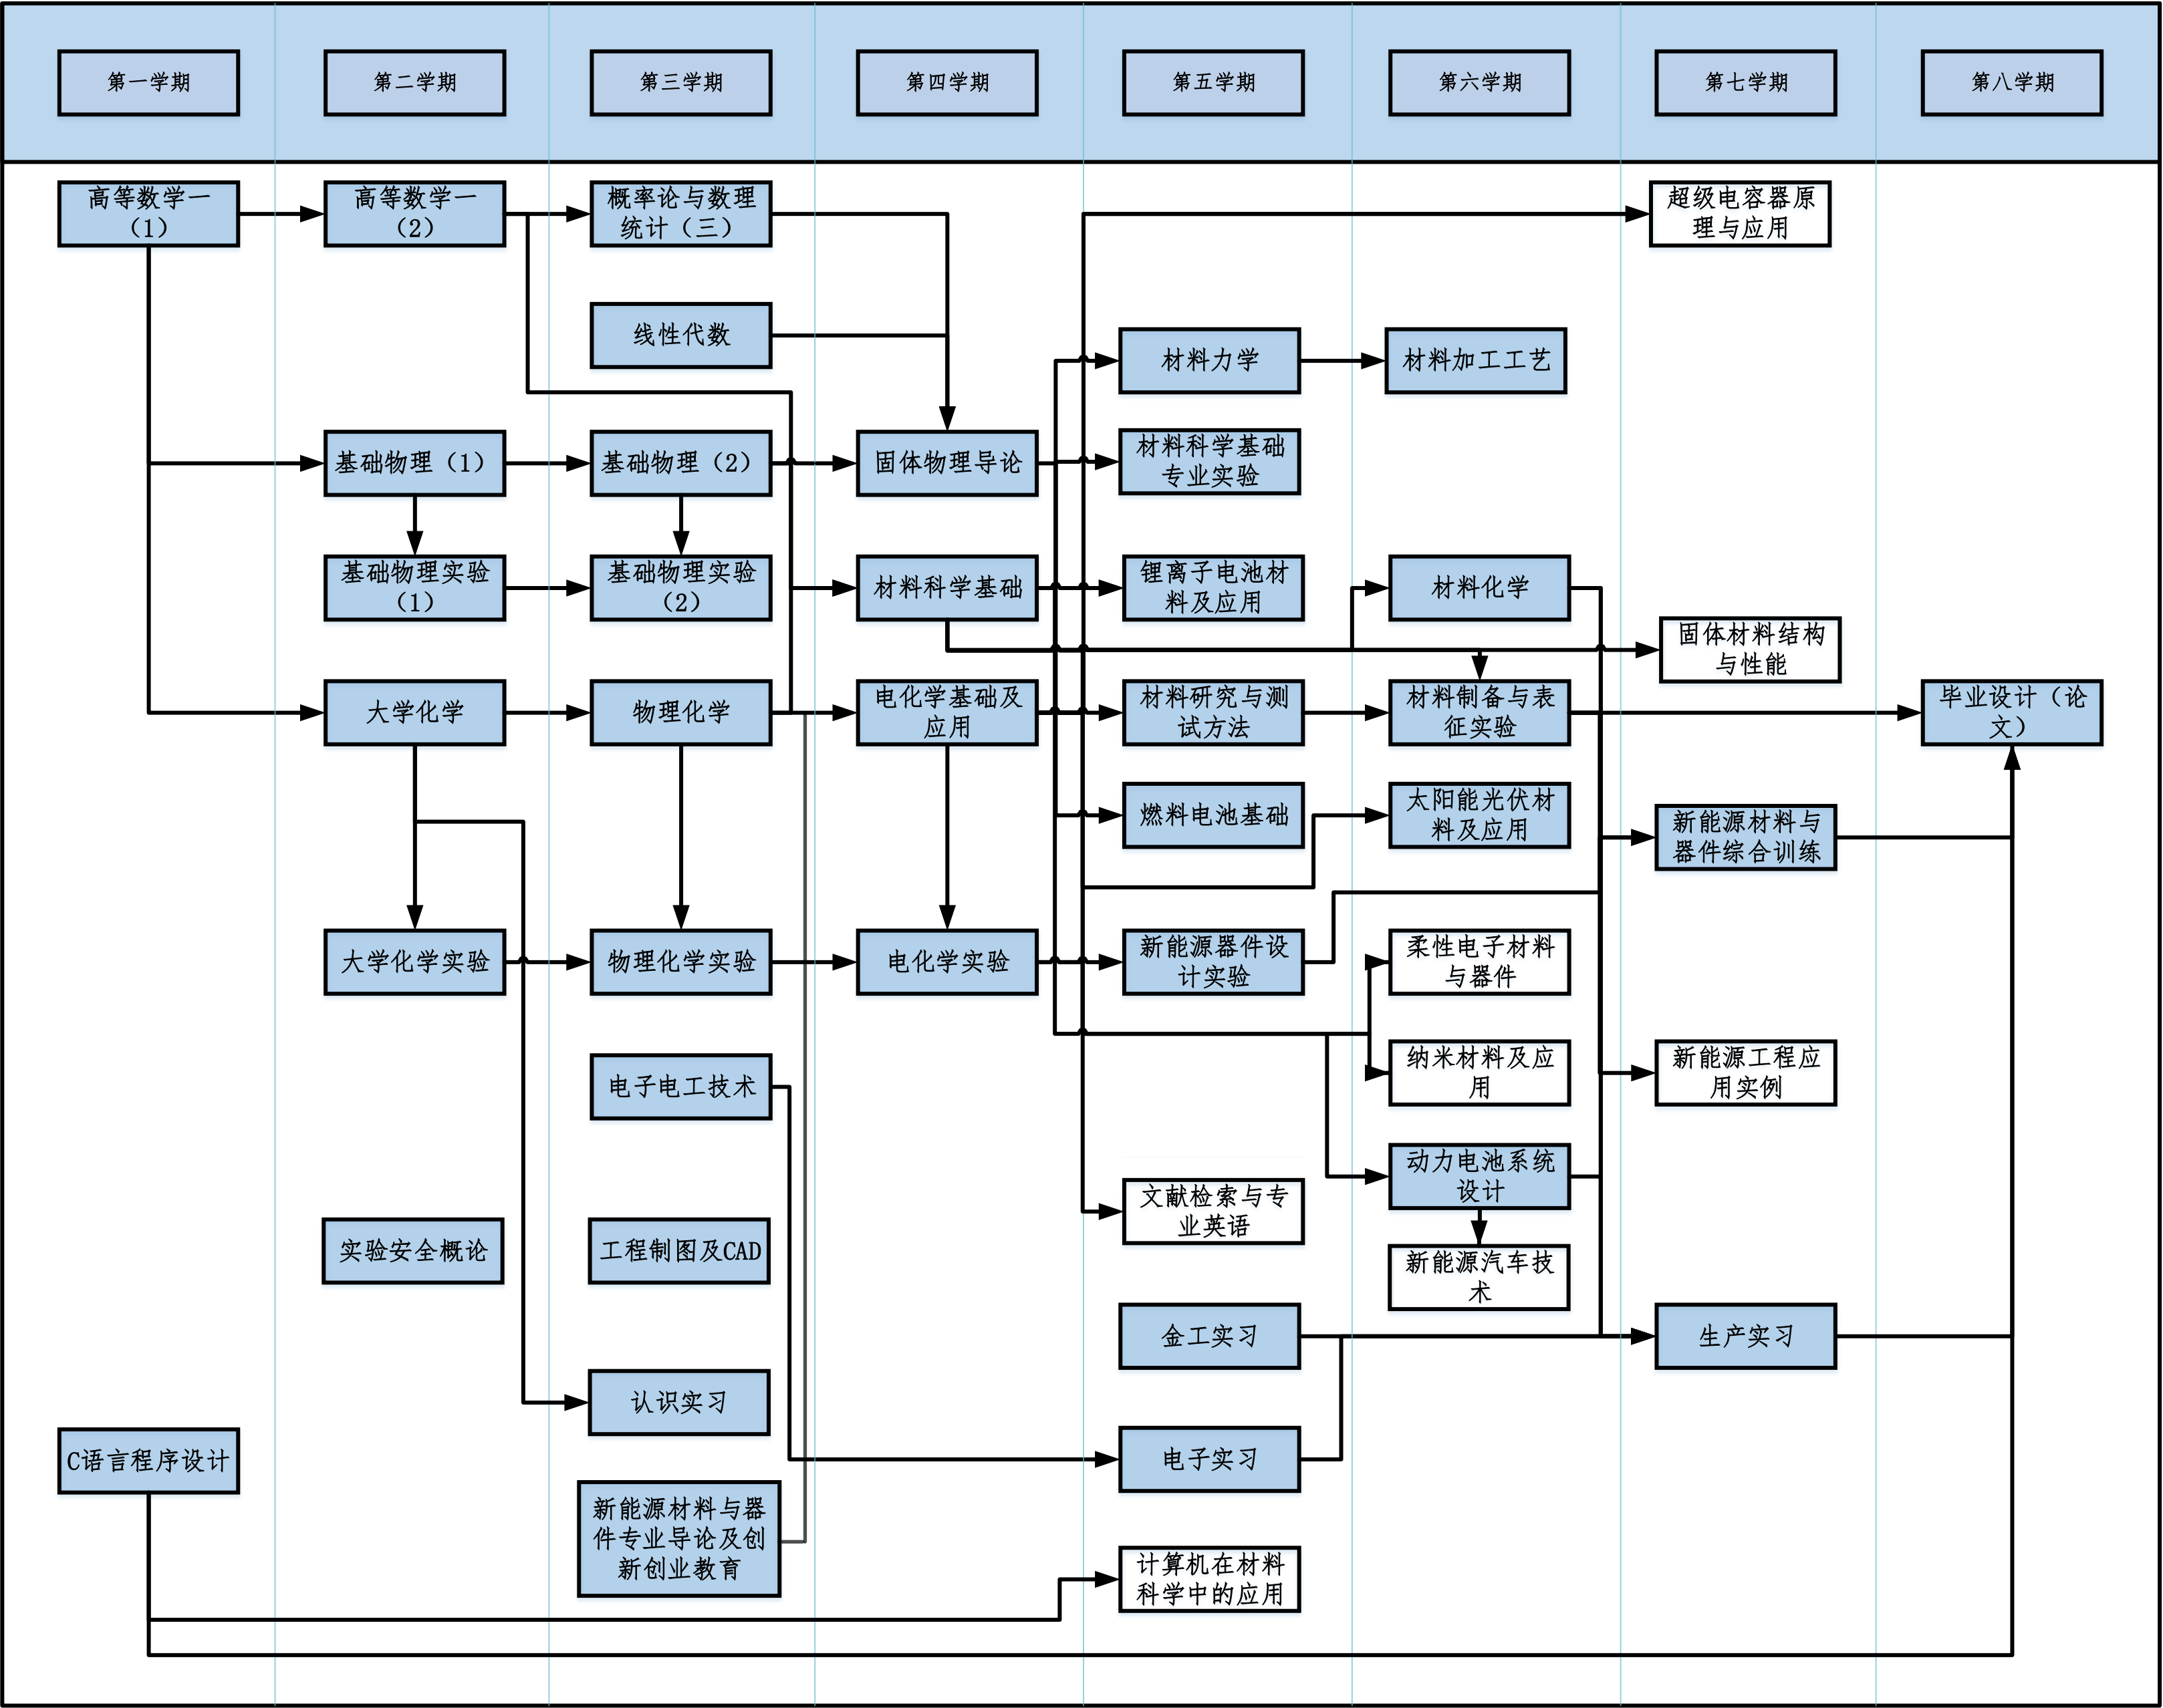 第一学期
第二学期
第三学期
第四学期
第五学期
第六学期
第七学期
第八学期
高等数学一
（1）
高等数学一
（2）
概率论与数理
统计（三）
超级电容器原
理与应用
线性代数
材料力学
材料加工工艺
基础物理（1）
基础物理（2）
固体物理导论
材料科学基础
专业实验
基础物理实验
（1）
基础物理实验
（2）
材料科学基础
锂离子电池材
料及应用
材料化学
固体材料结构
与性能
大学化学
物理化学
电化学基础及
应用
材料研究与测
试方法
材料制备与表
征实验
毕业设计（论
文）
燃料电池基础
太阳能光伏材
料及应用
新能源材料与
器件综合训练
大学化学实验
物理化学实验
电化学实验
新能源器件设
计实验
柔性电子材料
与器件
电子电工技术
纳米材料及应
用
新能源工程应
用实例
动力电池系统
设计
文献检索与专
业英语
实验安全概论
工程制图及CAD
新能源汽车技
术
金工实习
生产实习
认识实习
C语言程序设计
电子实习
新能源材料与器
件专业导论及创
新创业教育
计算机在材料
科学中的应用